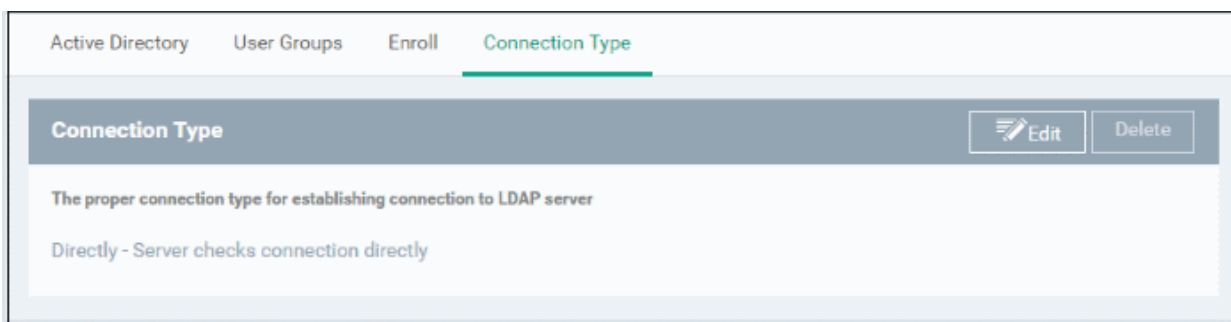 Active Directory User Groups Enroll Connection Type
Connection Type Edit Delete
The proper connection type for establishing connection to LDAP server
Directly - Server checks connection directly